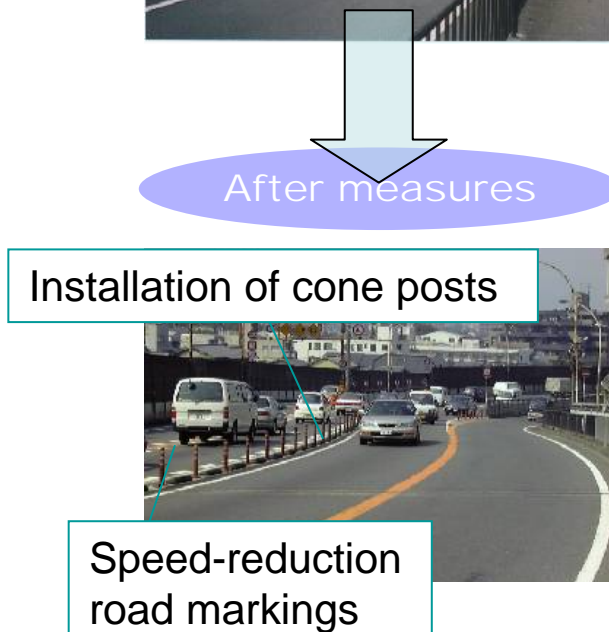 After measures
Installation of cone posts
Speed-reduction
road markings